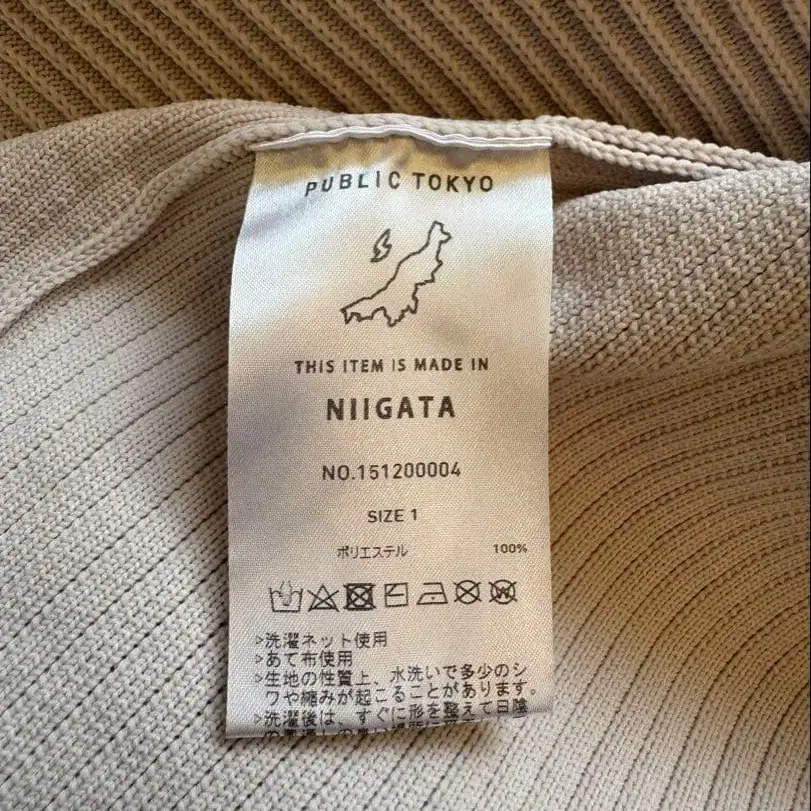 PUBLIC TOKYO
THIS ITEM IS MADE IN
NIIGATA
NO.151200004
SIZE 1
ポリエステル 100%
▷洗濯ネット使用
▷あて布使用
▷生地の性質上、水洗いで多少のシ
ワや縮みが起こることがあります。
▷洗濯後は、すぐに形を整えて日陰